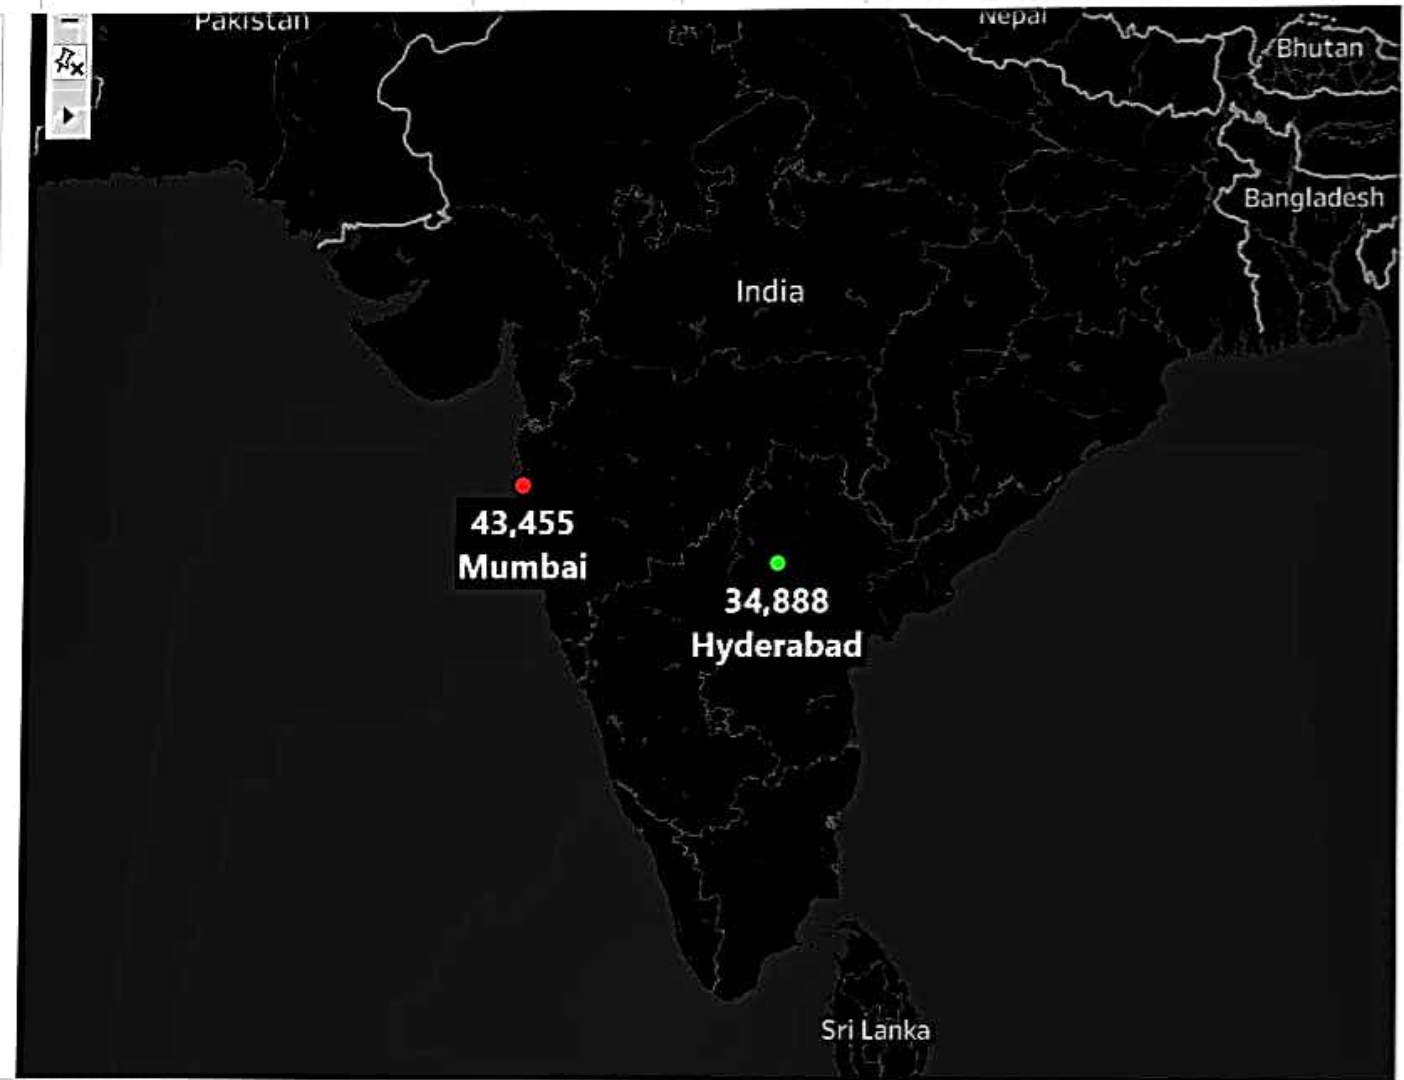 Pakistan
Nepal
Bhutan
Bangladesh
India
43,455
Mumbai
34,888
Hyderabad
Sri Lanka